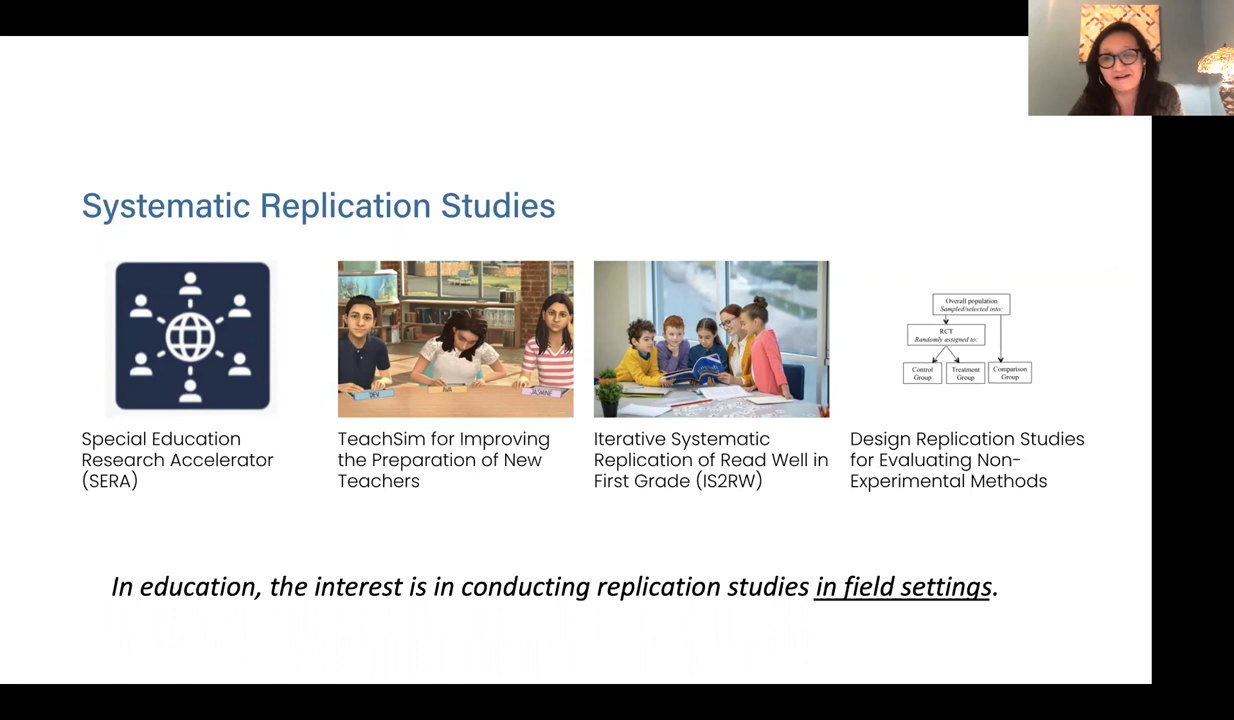 Systematic Replication Studies
DEV
AVA
JASMINE
Overall population
Sampled/selected into:
RCT
Randomly assigned to:
Control
Group
Treatment
Group
Comparison
Group
Special Education
Research Accelerator
(SERA)
TeachSim for Improving
the Preparation of New
Teachers
Iterative Systematic
Replication of Read Well in
First Grade (IS2RW)
Design Replication Studies
for Evaluating Non-
Experimental Methods
In education, the interest is in conducting replication studies in field settings.